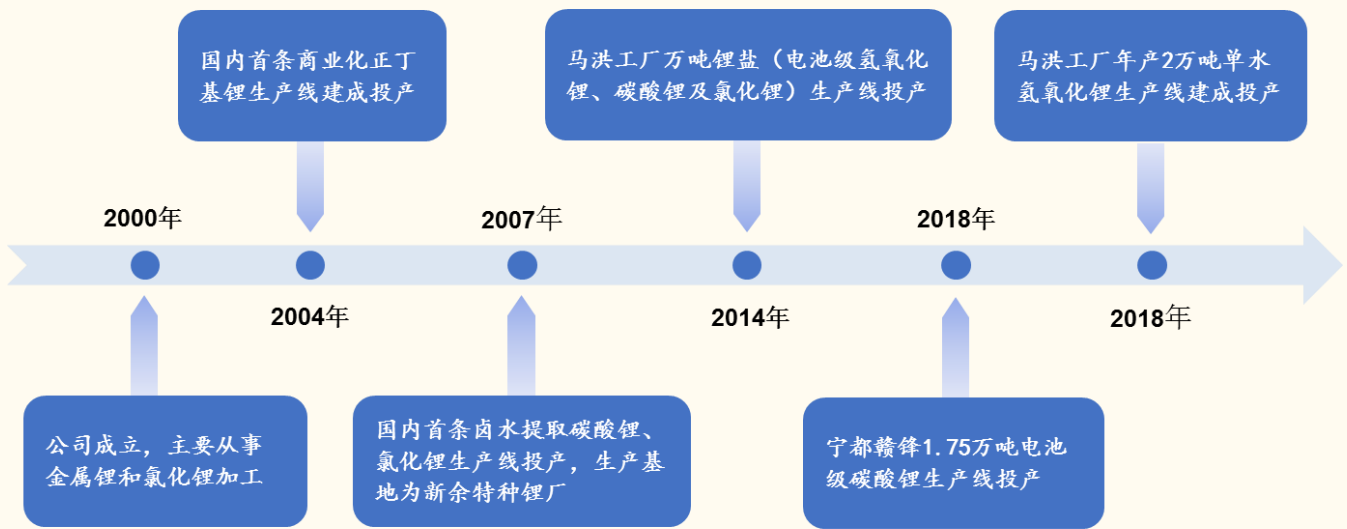 国内首条商业化正丁
基锂生产线建成投产
马洪工厂万吨锂盐（电池级氢氧化
锂、碳酸锂及氯化锂）生产线投产
马洪工厂年产2万吨单水
氢氧化锂生产线建成投产
2000年
2007年
2018年
2004年
2014年
2018年
公司成立，主要从事
金属锂和氯化锂加工
国内首条卤水提取碳酸锂、
氯化锂生产线投产，生产基
地为新余特种锂厂
宁都赣锋1.75万吨电池
级碳酸锂生产线投产